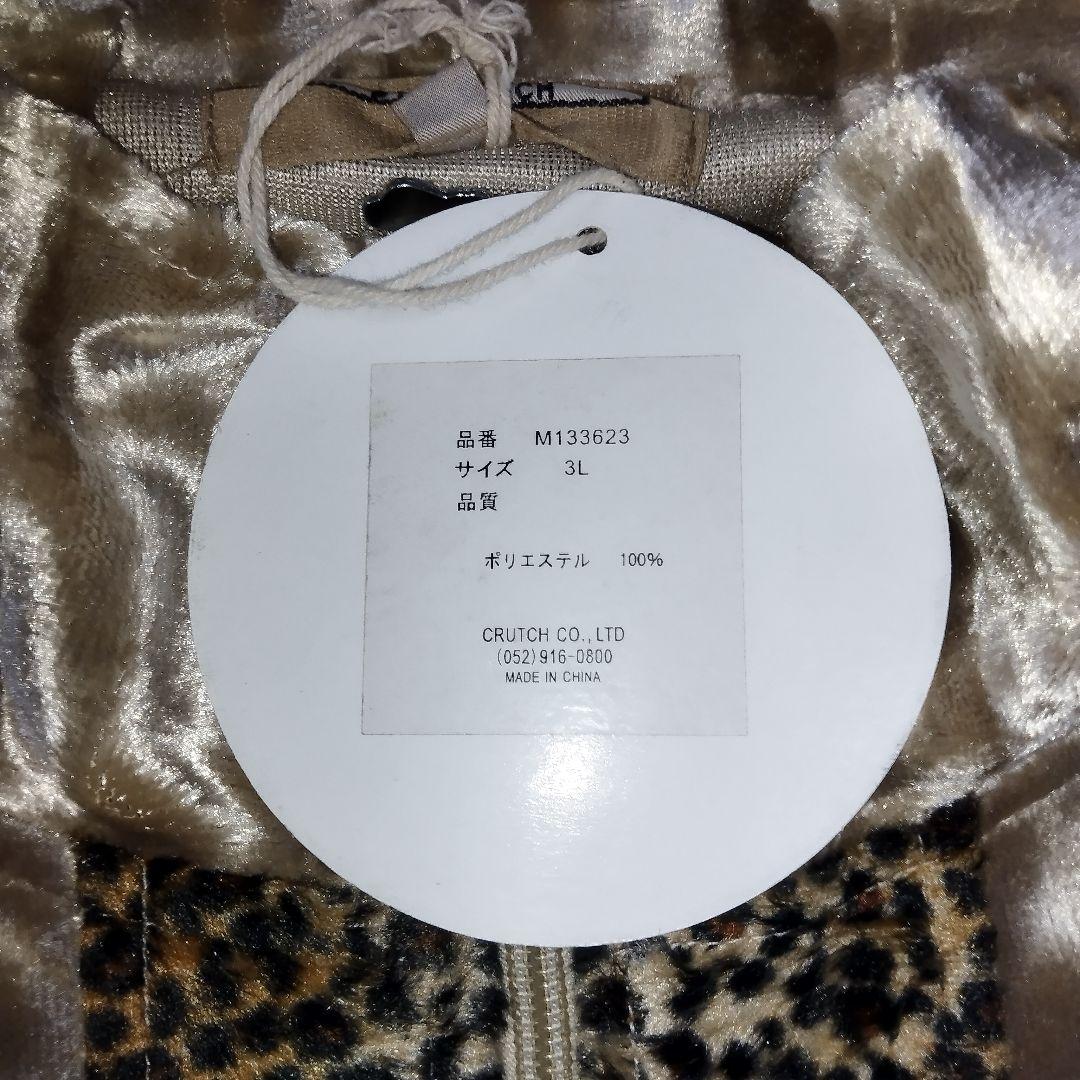 品番 M133623
サイズ 3L
品質
ポリエステル 100%
CRUTCH CO.,LTD
(052)916-0800
MADE IN CHINA